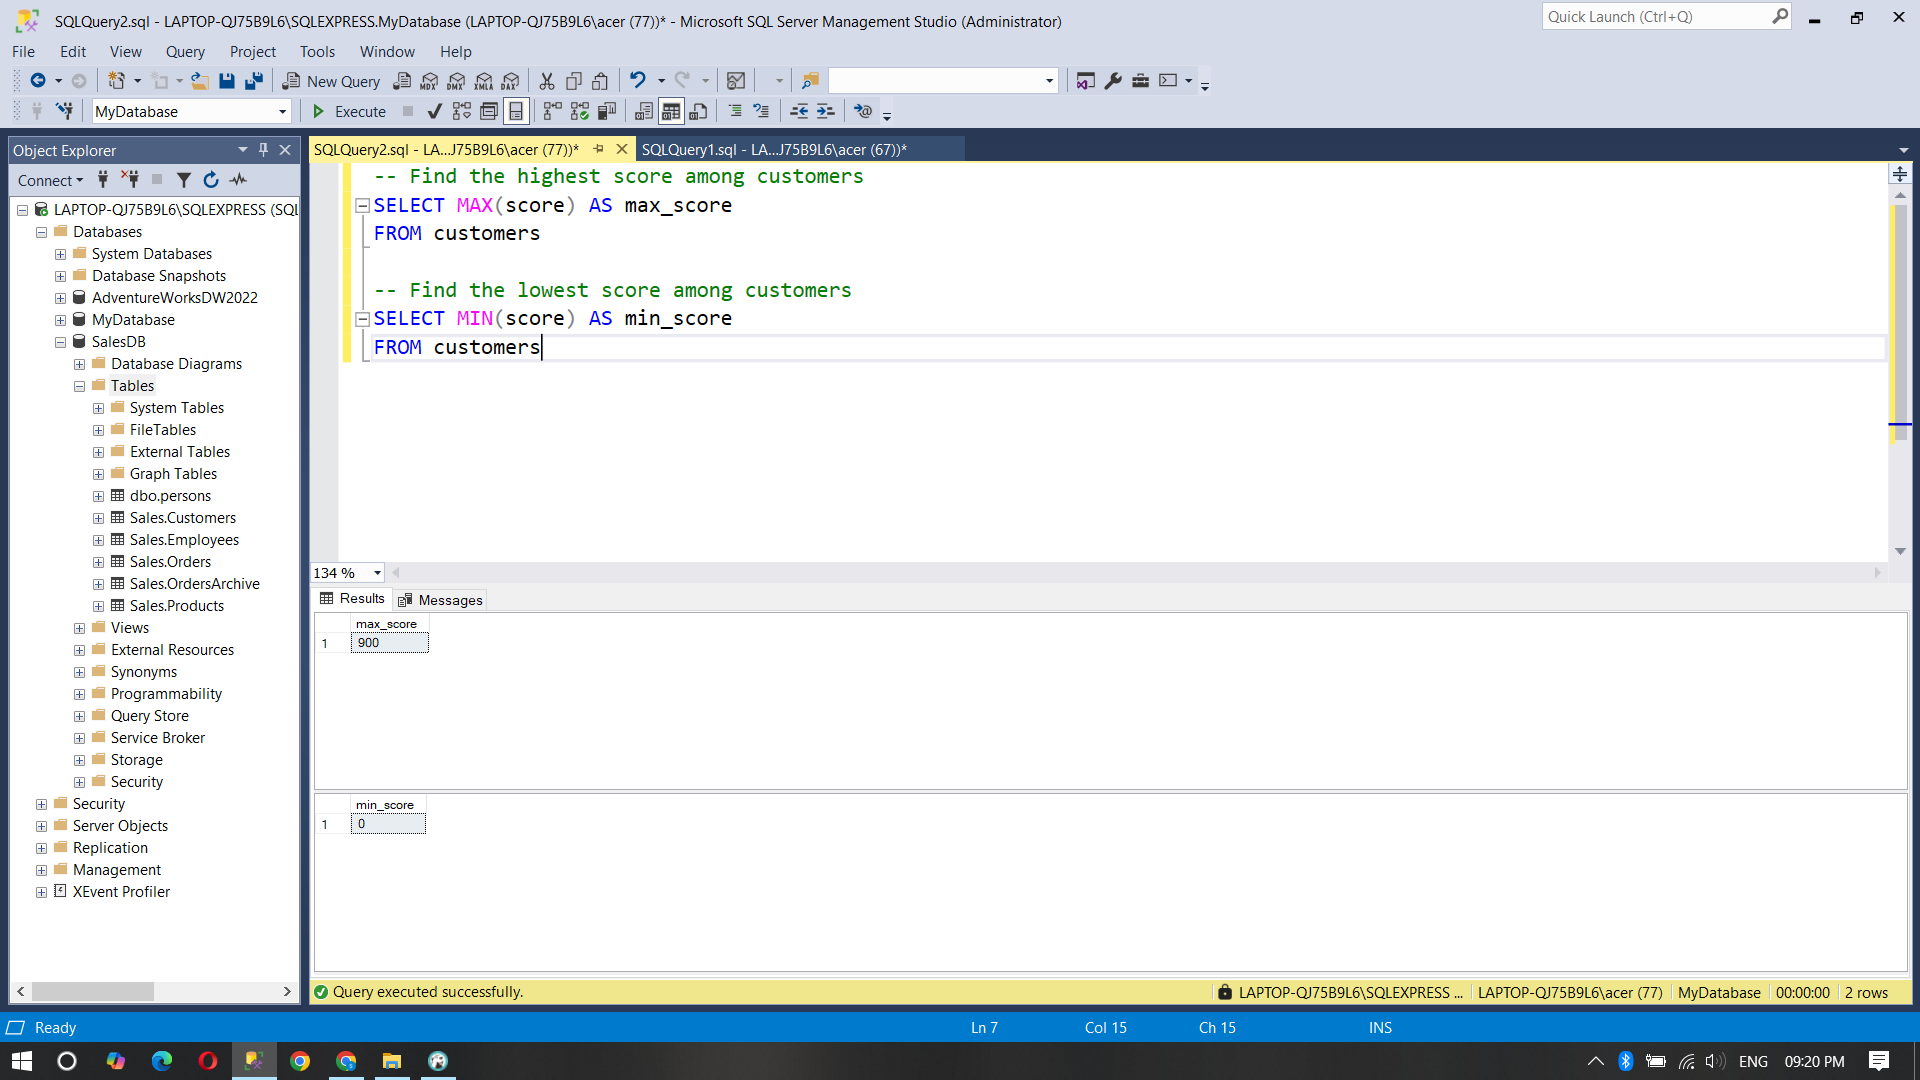 SQLQuery2.sql - LAPTOP-QJ75B9L6\SQLEXPRESS.MyDatabase (LAPTOP-QJ75B9L6\acer (77))* - Microsoft SQL Server Management Studio (Administrator)
Quick Launch (Ctrl+Q)
File Edit View Query Project Tools Window Help
New Query MDX DMX XMLA DAX
MyDatabase Execute
Object Explorer
Connect
LAPTOP-QJ75B9L6\SQLEXPRESS (SQL
Databases
System Databases
Database Snapshots
AdventureWorksDW2022
MyDatabase
SalesDB
Database Diagrams
Tables
System Tables
FileTables
External Tables
Graph Tables
dbo.persons
Sales.Customers
Sales.Employees
Sales.Orders
Sales.OrdersArchive
Sales.Products
Views
External Resources
Synonyms
Programmability
Query Store
Service Broker
Storage
Security
Security
Server Objects
Replication
Management
XEvent Profiler
SQLQuery2.sql - LA...J75B9L6\acer (77))* SQLQuery1.sql - LA...J75B9L6\acer (67))*
-- Find the highest score among customers
SELECT MAX(score) AS max_score
FROM customers
-- Find the lowest score among customers
SELECT MIN(score) AS min_score
FROM customers
134 %
Results Messages
max_score
1 900
min_score
1 0
Query executed successfully. LAPTOP-QJ75B9L6\SQLEXPRESS ... LAPTOP-QJ75B9L6\acer (77) MyDatabase 00:00:00 2 rows
Ready Ln 7 Col 15 Ch 15 INS
ENG 09:20 PM